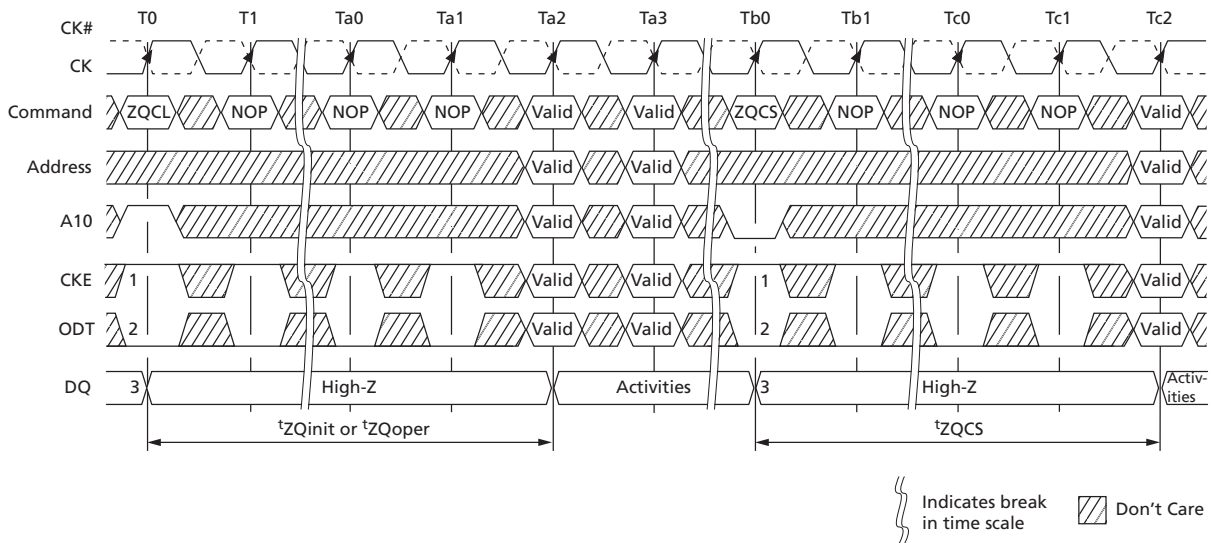 T0 T1 Ta0 Ta1 Ta2 Ta3 Tb0 Tb1 Tc0 Tc1 Tc2
CK#
CK
Command ZQCL NOP NOP NOP Valid Valid ZQCS NOP NOP NOP Valid
Address Valid Valid Valid
A10 Valid Valid Valid
CKE 1 Valid Valid 1 Valid
ODT 2 Valid Valid 2 Valid
DQ 3 High-Z Activities 3 High-Z Activ-
ities
tZQinit or tZQoper tZQCS
Indicates break
in time scale
Don't Care